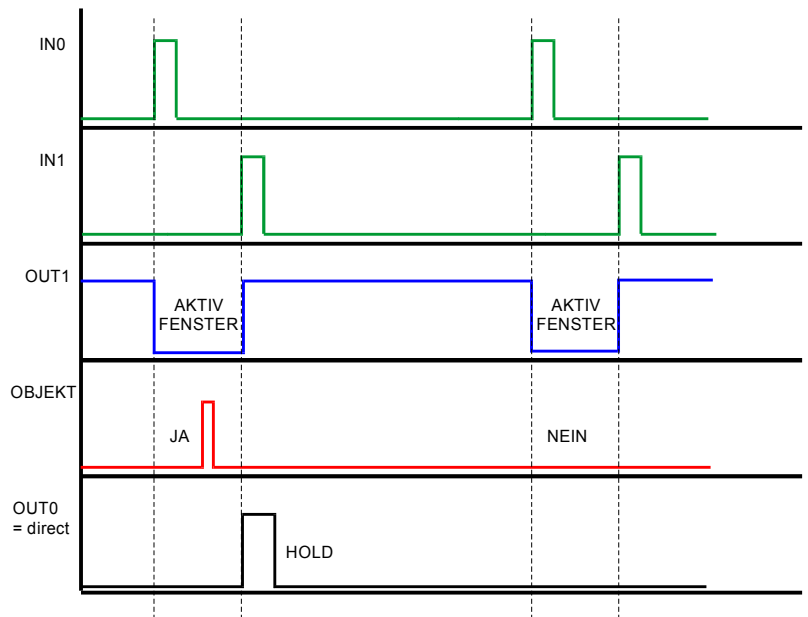 IN0
IN1
OUT1
AKTIV
FENSTER
AKTIV
FENSTER
OBJEKT
JA
NEIN
OUT0
= direct
HOLD